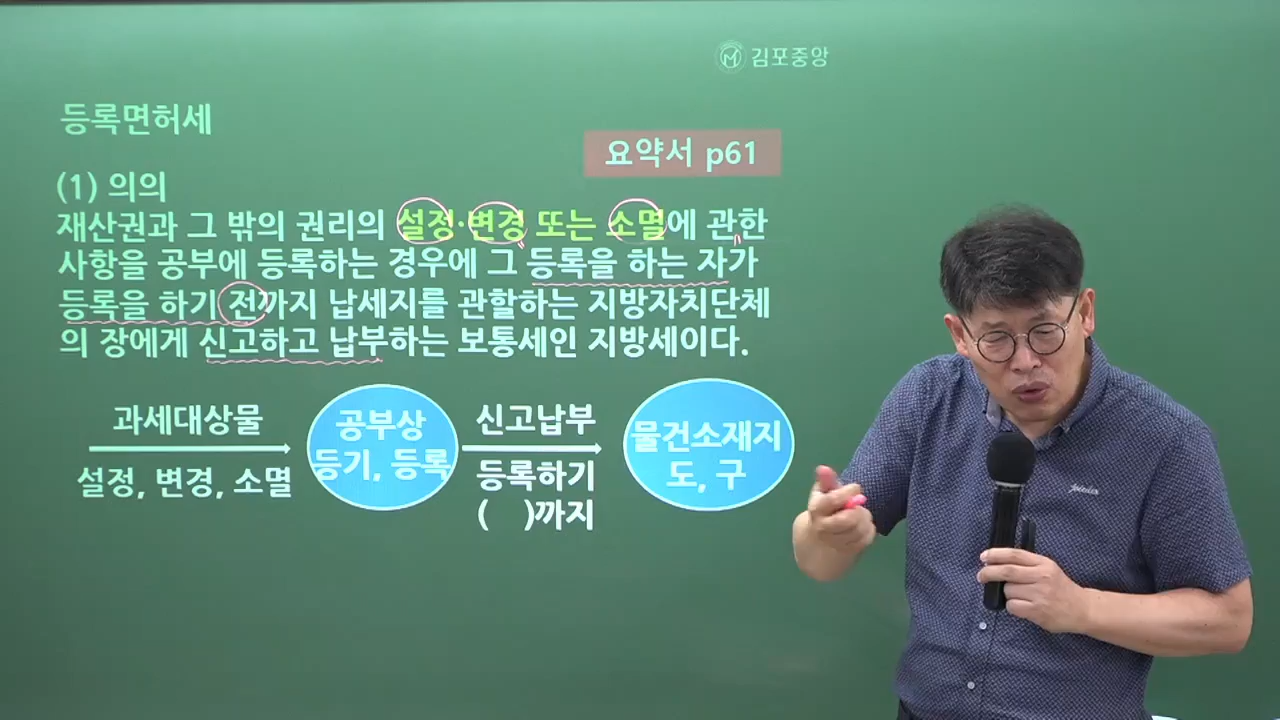 김포중앙
등록면허세
요약서 p61
(1) 의의
재산권과 그 밖의 권리의 설정·변경 또는 소멸에 관한
사항을 공부에 등록하는 경우에 그 등록을 하는 자가
등록을 하기 전까지 납세지를 관할하는 지방자치단체
의 장에게 신고하고 납부하는 보통세인 지방세이다.
과세대상물
설정, 변경, 소멸
공부상
등기, 등록
신고납부
등록하기
( )까지
물건소재지
도, 구